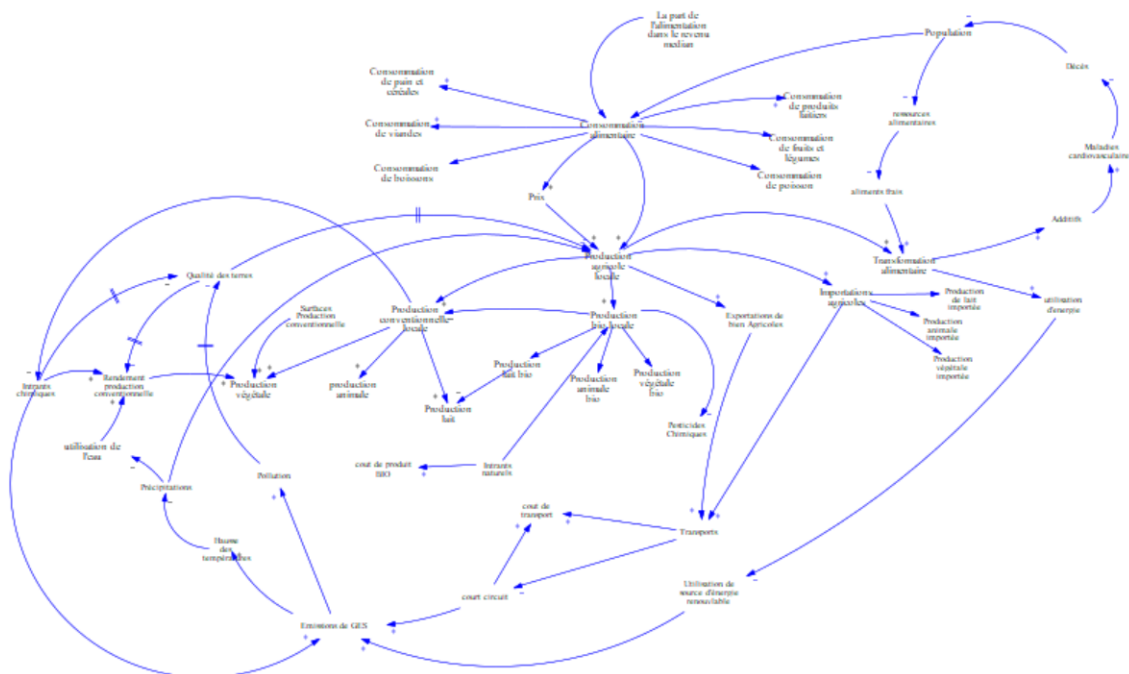 La part de
l'alimentation
dans le revenu
median
Population
Décès
Consommation
de pain et
céréales
Consommation
de produits
laitiers
ressources
alimentaires
Consommation
de viandes
Consommation
alimentaire
Consommation
de fruits et
légumes
Maladies
cardiovasculaire
Consommation
de boissons
Consommation
de poisson
Prix
aliments frais
Additifs
Production
agricole
locale
Transformation
alimentaire
Qualité des terres
Surfaces
Production
conventionnelle
Production
conventionnelle
locale
Production
bio locale
Exportations de
bien Agricoles
Importations
agricoles
Production
de lait
importée
utilisation
d'énergie
Production
animale
importée
Production
végétale
importée
Intrants
chimiques
Rendement
production
conventionnelle
Production
végétale
production
animale
Production
lait bio
Production
animale
bio
Production
végétale
bio
Production
lait
Pesticides
Chimiques
utilisation de
l'eau
cout de produit
BIO
Intrants
naturels
Précipitations
Pollution
cout de
transport
Transports
Hausse
des
températures
court circuit
Utilisation de
source d'énergie
renouvlable
Emissions de GES